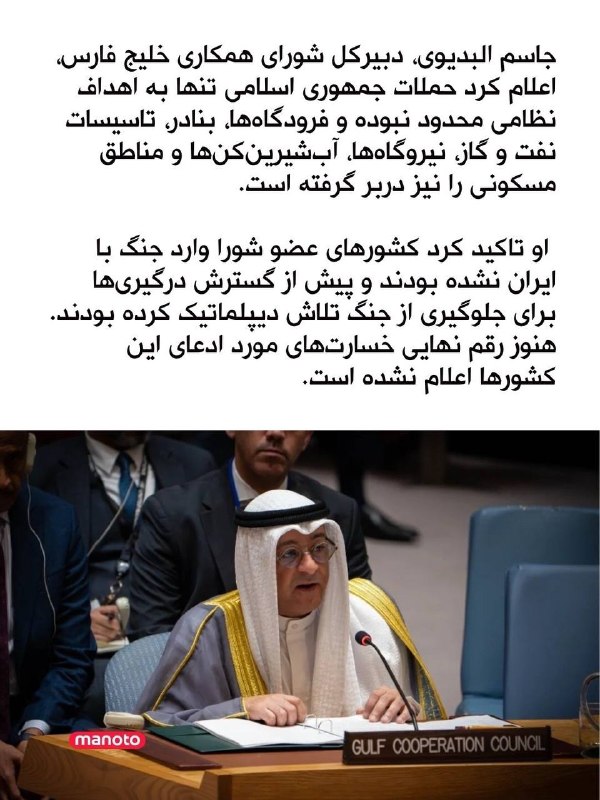 جاسم البدیوی، دبیرکل شورای همکاری خلیج فارس،
اعلام کرد حملات جمهوری اسلامی تنها به اهداف
نظامی محدود نبوده و فرودگاه‌ها، بنادر، تاسیسات
نفت و گاز، نیروگاه‌ها، آب‌شیرین‌کن‌ها و مناطق
مسکونی را نیز دربر گرفته است.
او تاکید کرد کشورهای عضو شورا وارد جنگ با
ایران نشده بودند و پیش از گسترش درگیری‌ها
برای جلوگیری از جنگ تلاش دیپلماتیک کرده بودند.
هنوز رقم نهایی خسارت‌های مورد ادعای این
کشورها اعلام نشده است.
manoto
GULF COOPERATION COUNCIL